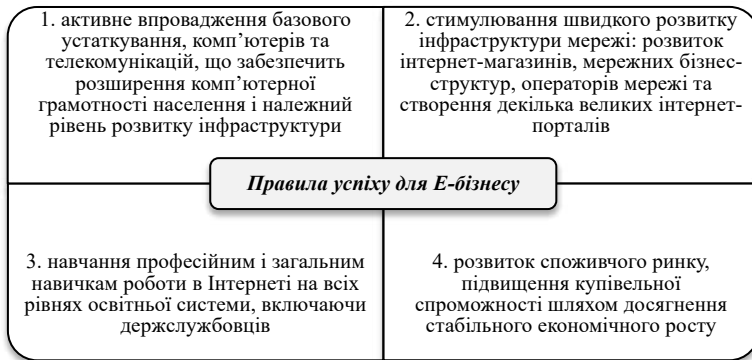 1. активне впровадження базового
устаткування, комп’ютерів та
телекомунікацій, що забезпечить
розширення комп’ютерної
грамотності населення і належний
рівень розвитку інфраструктури
2. стимулювання швидкого розвитку
інфраструктури мережі: розвиток
інтернет-магазинів, мережних бізнес-
структур, операторів мережі та
створення декілька великих інтернет-
порталів
Правила успіху для Е-бізнесу
3. навчання професійним і загальним
навичкам роботи в Інтернеті на всіх
рівнях освітньої системи, включаючи
держслужбовців
4. розвиток споживчого ринку,
підвищення купівельної
спроможності шляхом досягнення
стабільного економічного росту